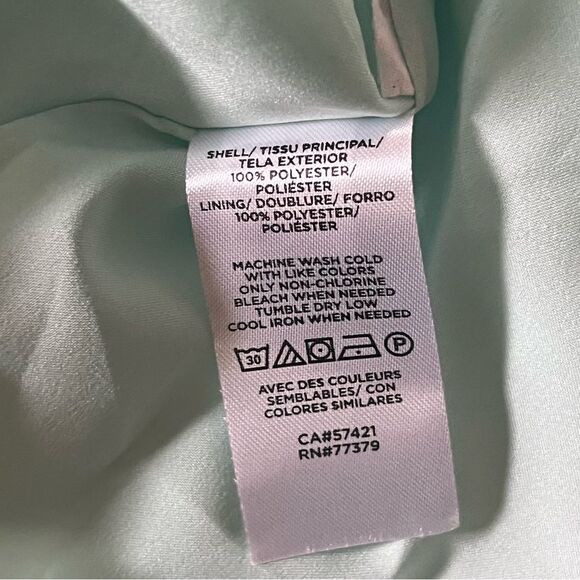 SHELL/ TISSU PRINCIPAL/
TELA EXTERIOR
100% POLYESTER/
POLIÉSTER
LINING/ DOUBLURE/ FORRO
100% POLYESTER/
POLIÉSTER
MACHINE WASH COLD
WITH LIKE COLORS
ONLY NON-CHLORINE
BLEACH WHEN NEEDED
TUMBLE DRY LOW
COOL IRON WHEN NEEDED
30 P
AVEC DES COULEURS
SEMBLABLES/ CON
COLORES SIMILARES
CA#57421
RN#77379